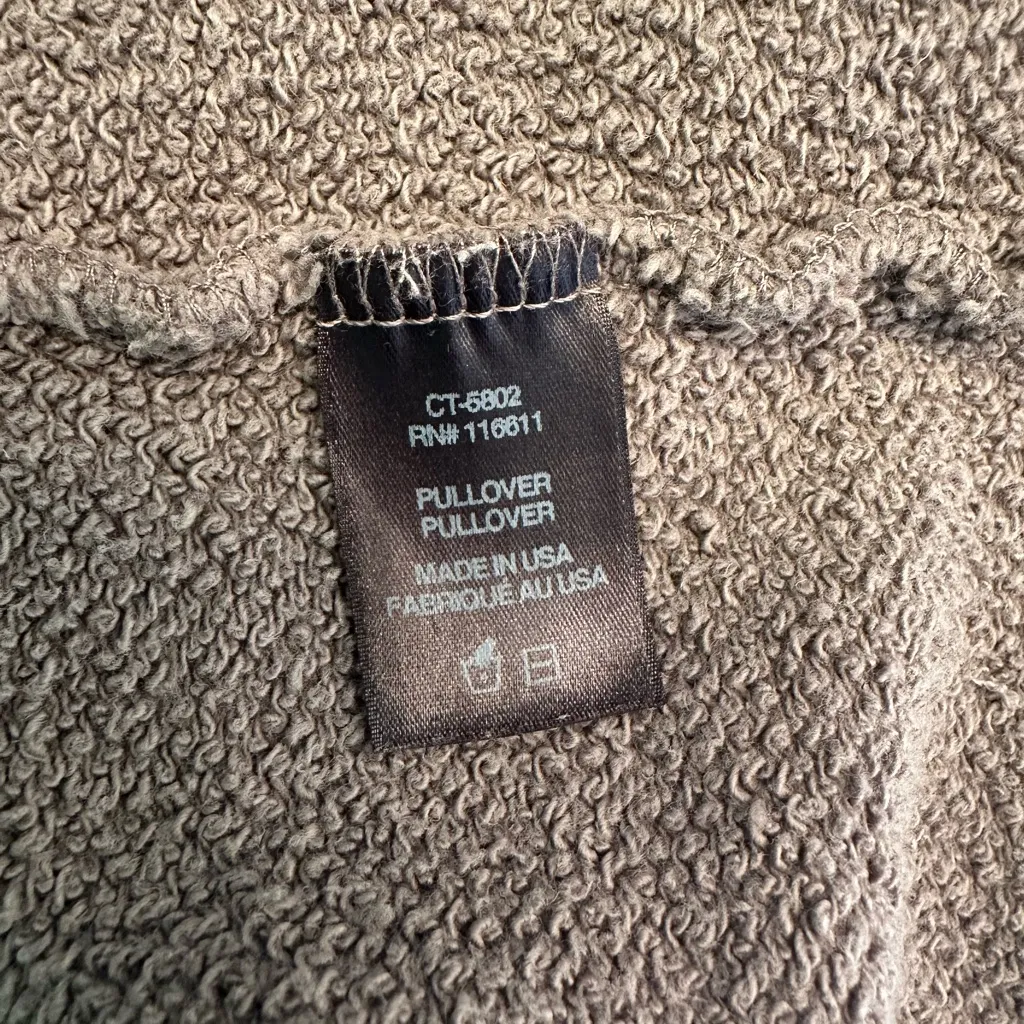 CT-5802
RN# 116611
PULLOVER
PULLOVER
MADE IN USA
FABRIQUE AU USA